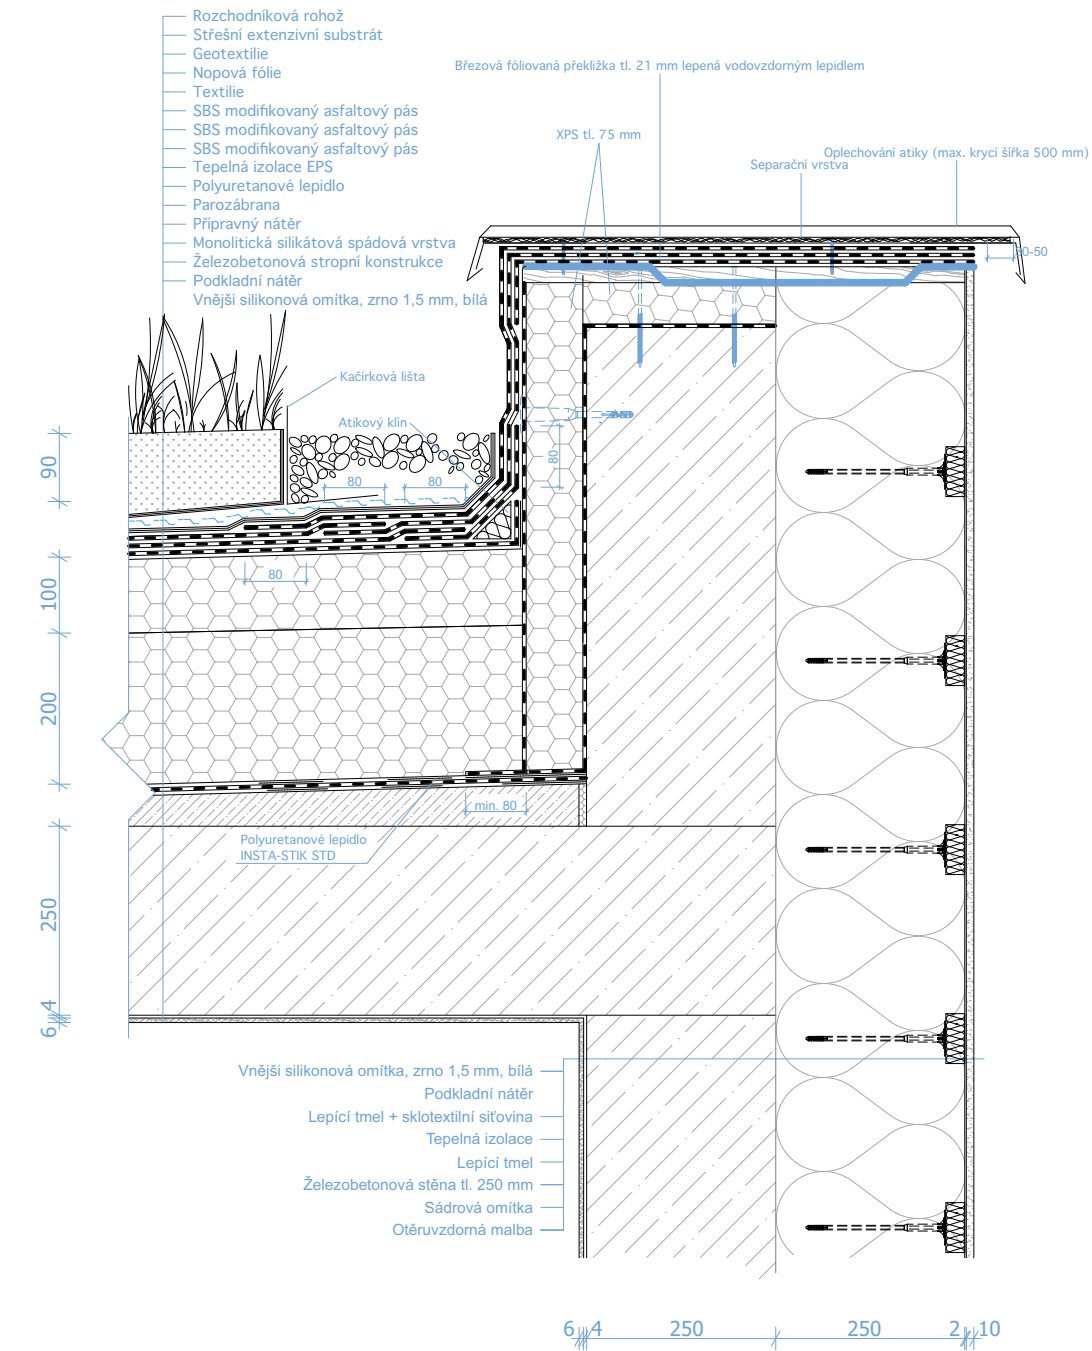 Rozchodníková rohož
Střešní extenzivní substrát
Geotextilie
Nopová fólie
Textilie
SBS modifikovaný asfaltový pás
SBS modifikovaný asfaltový pás
SBS modifikovaný asfaltový pás
Tepelná izolace EPS
Polyuretanové lepidlo
Parozábrana
Přípravný nátěr
Monolitická silikátová spádová vrstva
Železobetonová stropní konstrukce
Podkladní nátěr
Vnějši silikonová omítka, zrno 1,5 mm, bílá
Březová fóliovaná překližka tl. 21 mm lepená vodovzdorným lepidlem
XPS tl. 75 mm
Oplechování atiky (max. krycí šířka 500 mm)
Separační vrstva
Kačírková lišta
Atikový klín
90
80
80
80
80
100
200
min. 80
Polyuretanové lepidlo
INSTA-STIK STD
250
4
6
Vnějši silikonová omítka, zrno 1,5 mm, bílá
Podkladní nátěr
Lepící tmel + sklotextilní síťovina
Tepelná izolace
Lepící tmel
Železobetonová stěna tl. 250 mm
Sádrová omítka
Otěruvzdorná malba
6 4 250 250 2 10